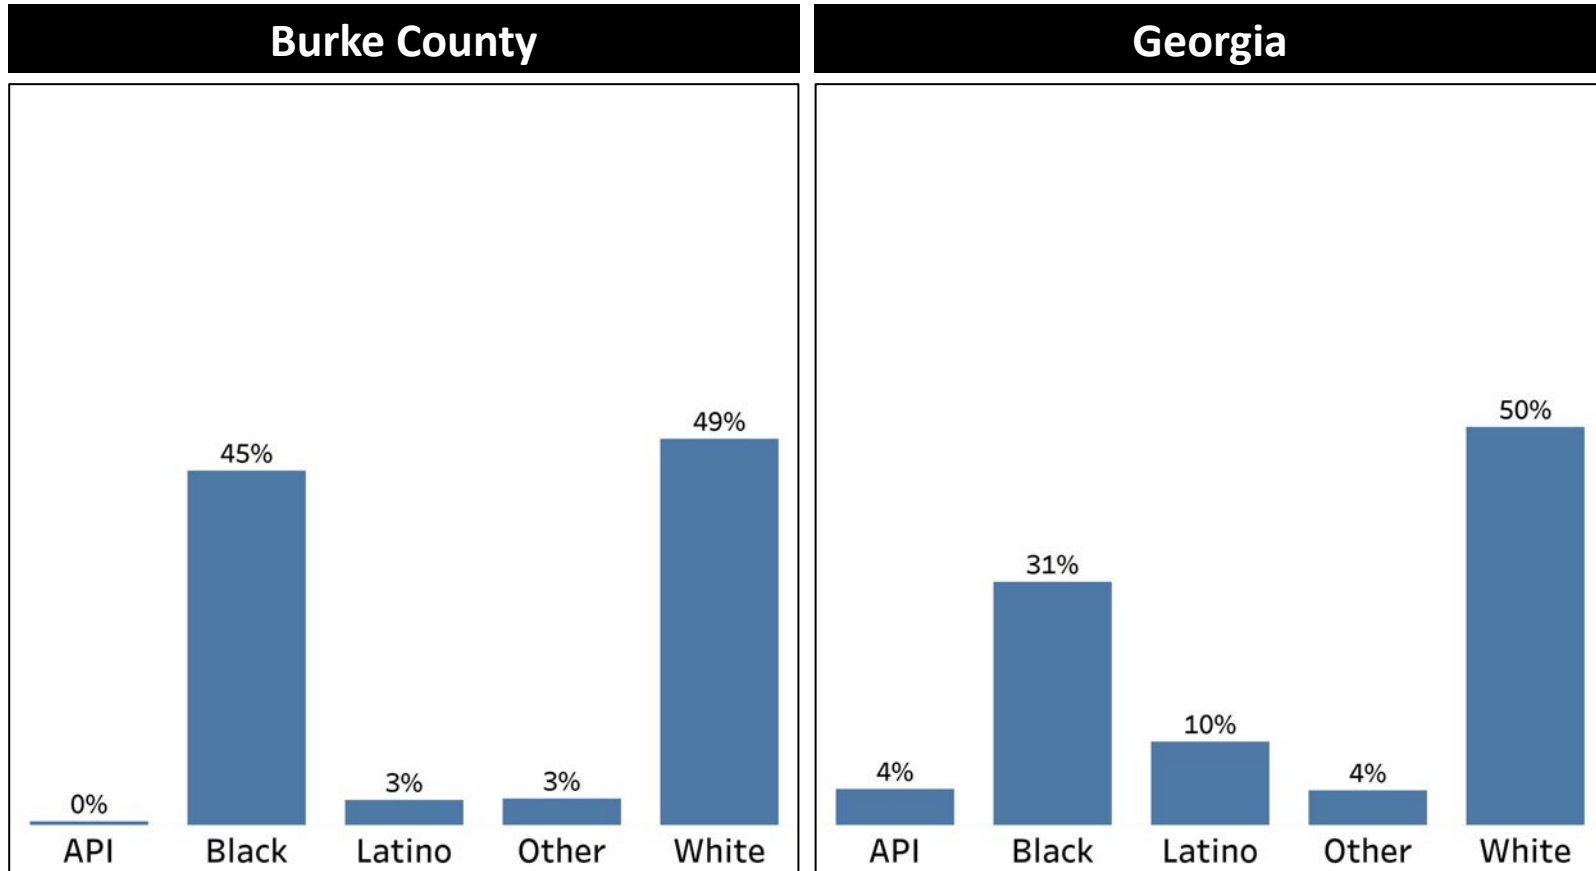 Burke County
49%
45%
3%
3%
0%
API Black Latino Other White
Georgia
50%
31%
10%
4%
4%
API Black Latino Other White